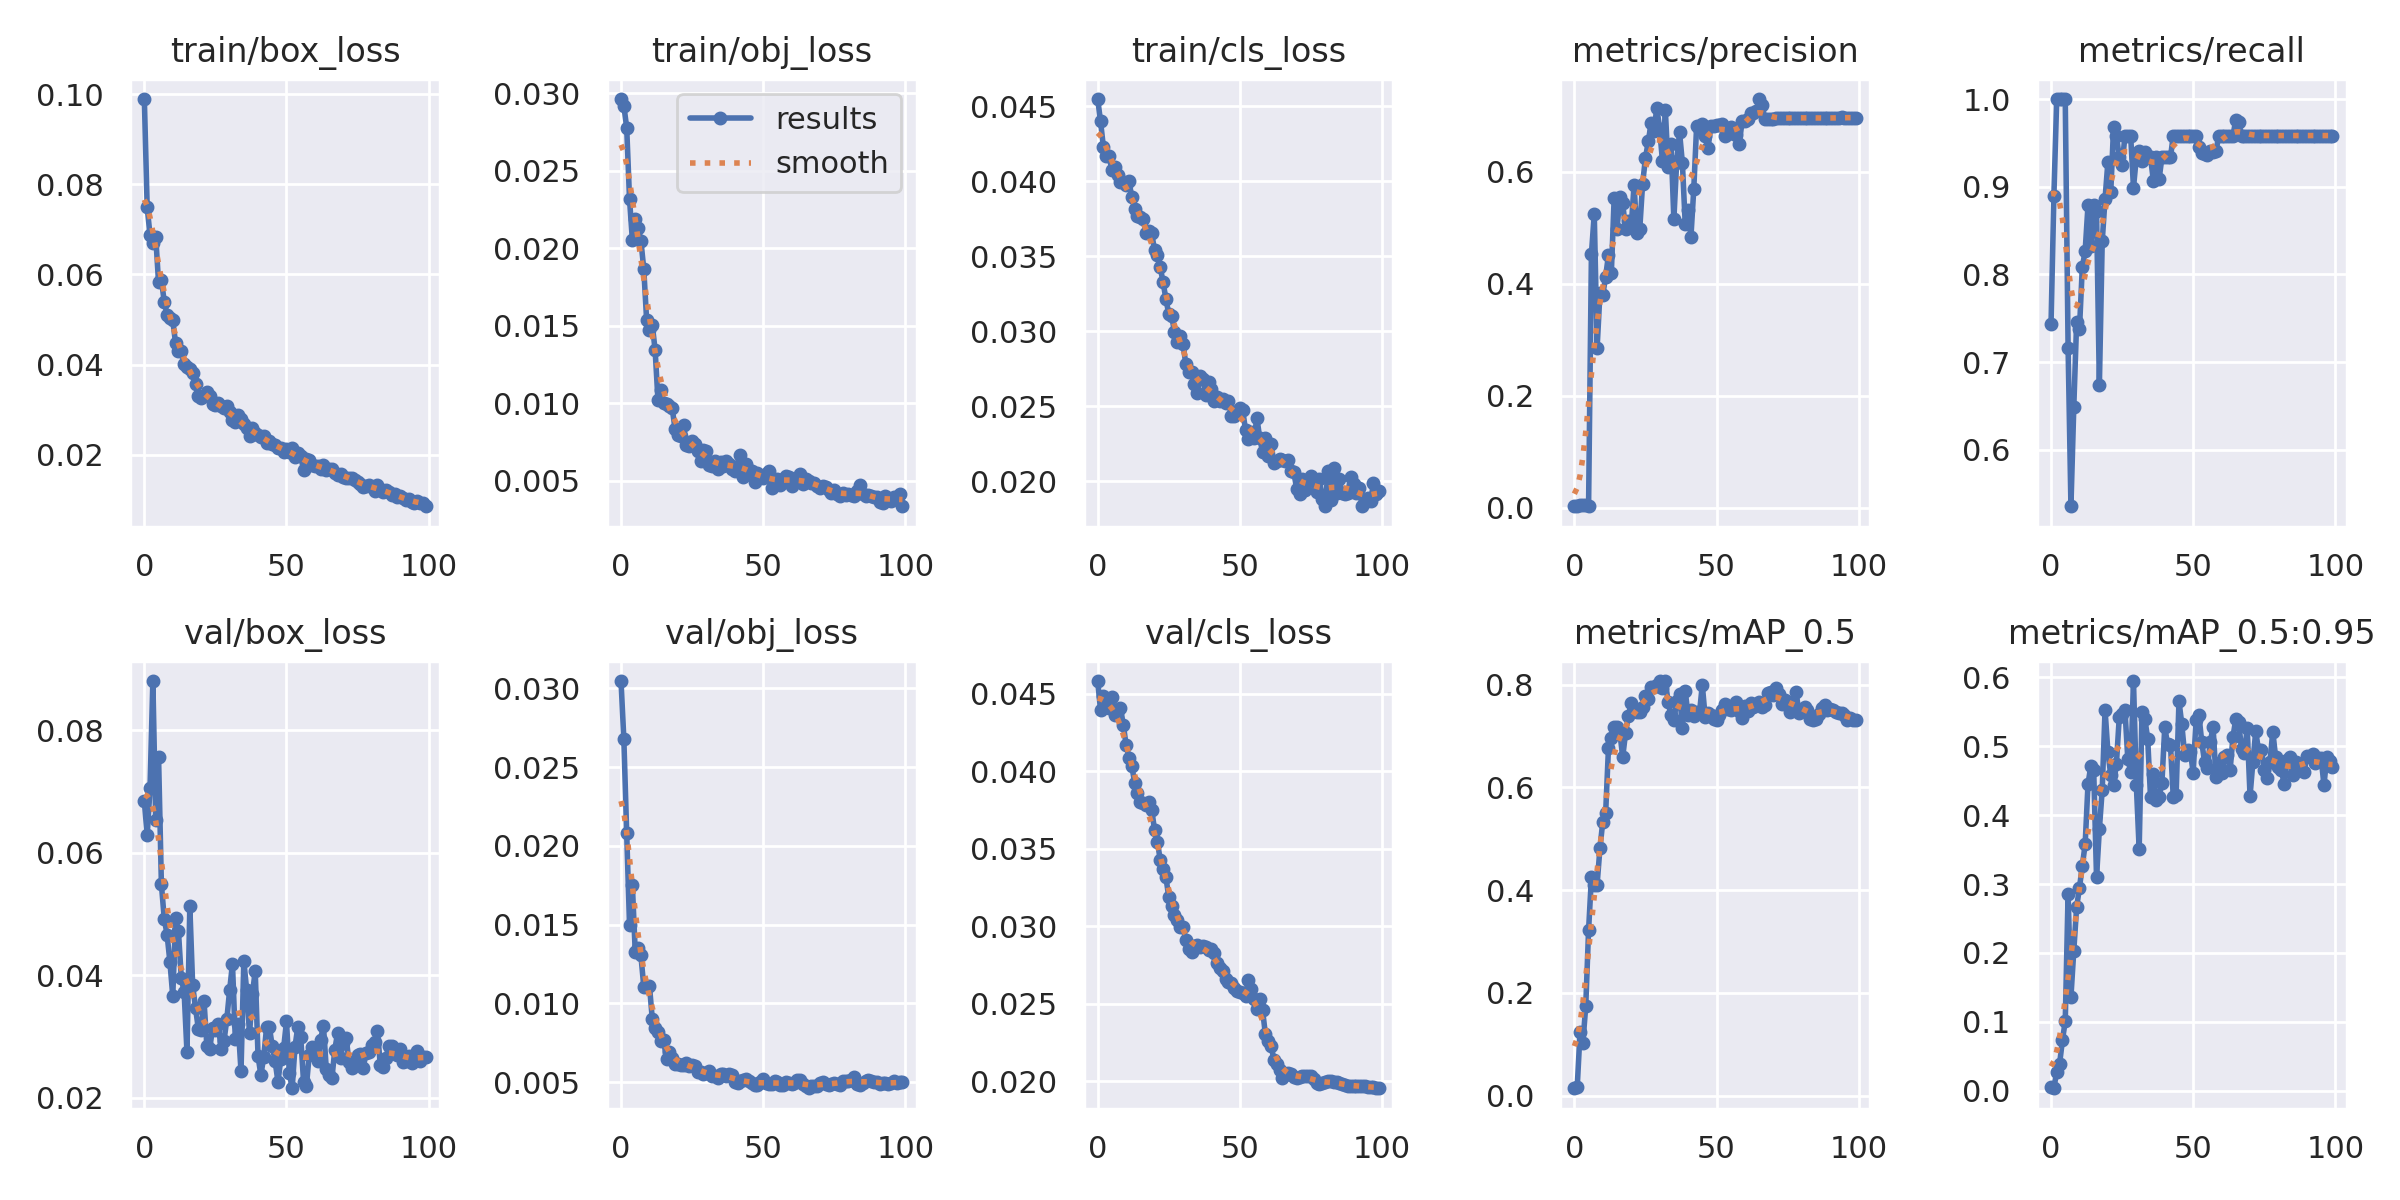 train/box_loss
0.10
0.08
0.06
0.04
0.02
0 50 100
train/obj_loss
results
smooth
0.030
0.025
0.020
0.015
0.010
0.005
0 50 100
train/cls_loss
0.045
0.040
0.035
0.030
0.025
0.020
0 50 100
metrics/precision
0.6
0.4
0.2
0.0
0 50 100
metrics/recall
1.0
0.9
0.8
0.7
0.6
0 50 100
val/box_loss
0.08
0.06
0.04
0.02
0 50 100
val/obj_loss
0.030
0.025
0.020
0.015
0.010
0.005
0 50 100
val/cls_loss
0.045
0.040
0.035
0.030
0.025
0.020
0 50 100
metrics/mAP_0.5
0.8
0.6
0.4
0.2
0.0
0 50 100
metrics/mAP_0.5:0.95
0.6
0.5
0.4
0.3
0.2
0.1
0.0
0 50 100